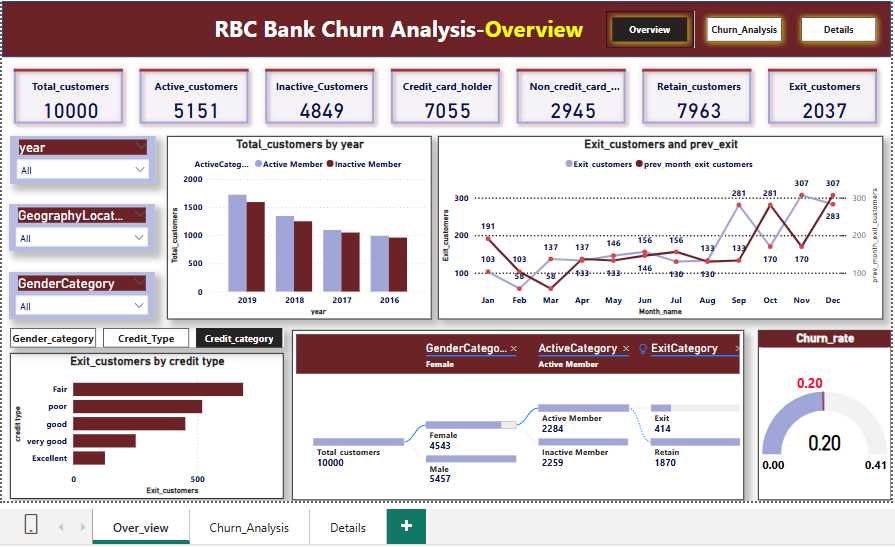 RBC Bank Churn Analysis-Overview
Overview
Churn_Analysis
Details
Total_customers
10000
Active_customers
5151
Inactive_Customers
4849
Credit_card_holder
7055
Non_credit_card_...
2945
Retain_customers
7963
Exit_customers
2037
year
All
GeographyLocat...
All
GenderCategory
All
Total_customers by year
ActiveCateg... Active Member Inactive Member
Total_customers
2000
1500
1000
500
0
2019 2018 2017 2016
year
Exit_customers and prev_exit
Exit_customers prev_month_exit_customers
Exit_customers
300
200
100
191
103
103
58
137
58
137
133
146
133
156
146
156
130
133
130
281
133
281
170
307
170
307
283
300
200
100
prev_month_exit_customers
Jan Feb Mar Apr May Jun Jul Aug Sep Oct Nov Dec
Month_name
Gender_category
Credit_Type
Credit_category
Exit_customers by credit type
credit type
Fair
poor
good
very good
Excellent
0 500
Exit_customers
GenderCatego...
Female
ActiveCategory
Active Member
ExitCategory
Total_customers
10000
Female
4543
Male
5457
Active Member
2284
Inactive Member
2259
Exit
414
Retain
1870
Churn_rate
0.20
0.20
0.00
0.41
Over_view
Churn_Analysis
Details
+